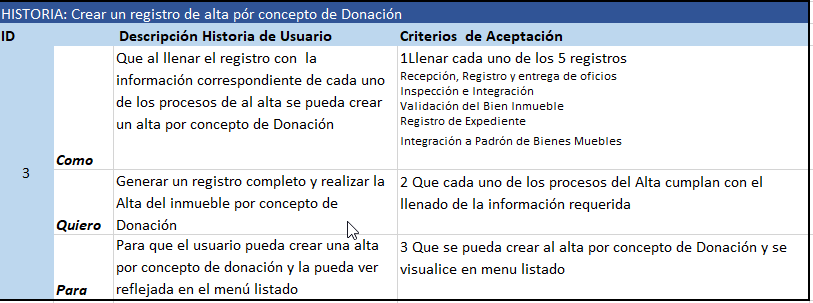 HISTORIA: Crear un registro de alta pór concepto de Donación
ID Descripción Historia de Usuario Criterios de Aceptación
Que al llenar el registro con la
información correspondiente de cada uno
de los procesos de al alta se pueda crear
un alta por concepto de Donación
Como
1Llenar cada uno de los 5 registros
Recepción, Registro y entrega de oficios
Inspección e Integración
Validación del Bien Inmueble
Registro de Expediente
Integración a Padrón de Bienes Muebles
3
Generar un registro completo y realizar la
Alta del inmueble por concepto de
Donación
Quiero
2 Que cada uno de los procesos del Alta cumplan con el
llenado de la información requerida
Para que el usuario pueda crear una alta
por concepto de donación y la pueda ver
reflejada en el menú listado
Para
3 Que se pueda crear al alta por concepto de Donación y se
visualice en menu listado